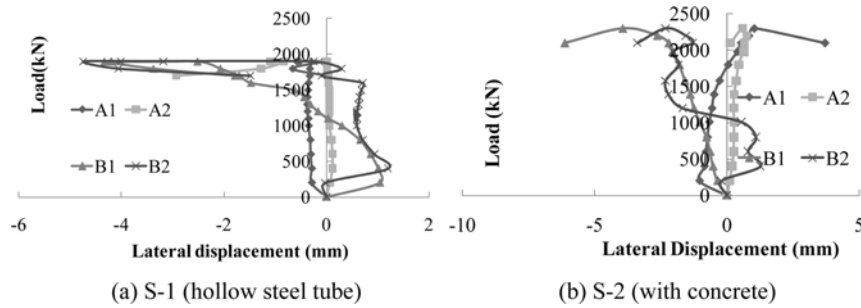 2500
2000
1500
1000
500
0
Load(kN)
A1 A2
B1 B2
-6 -4 -2 0 2
Lateral displacement (mm)
(a) S-1 (hollow steel tube)
2500
2000
1500
1000
500
0
Load (kN)
A1 A2
B1 B2
-10 -5 0 5
Lateral Displacement (mm)
(b) S-2 (with concrete)